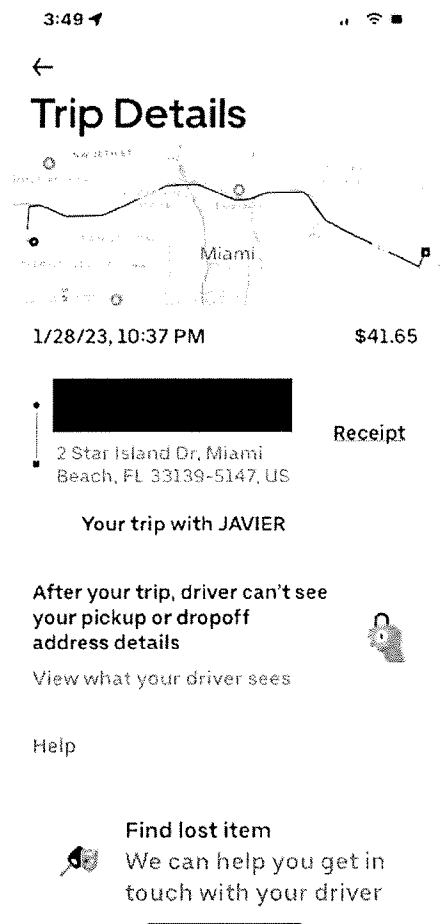 3:49
Trip Details
Miami
1/28/23, 10:37 PM
$41.65
2 Star Island Dr, Miami
Beach, FL 33139-5147, US
Receipt
Your trip with JAVIER
After your trip, driver can't see
your pickup or dropoff
address details
View what your driver sees
Help
Find lost item
We can help you get in
touch with your driver